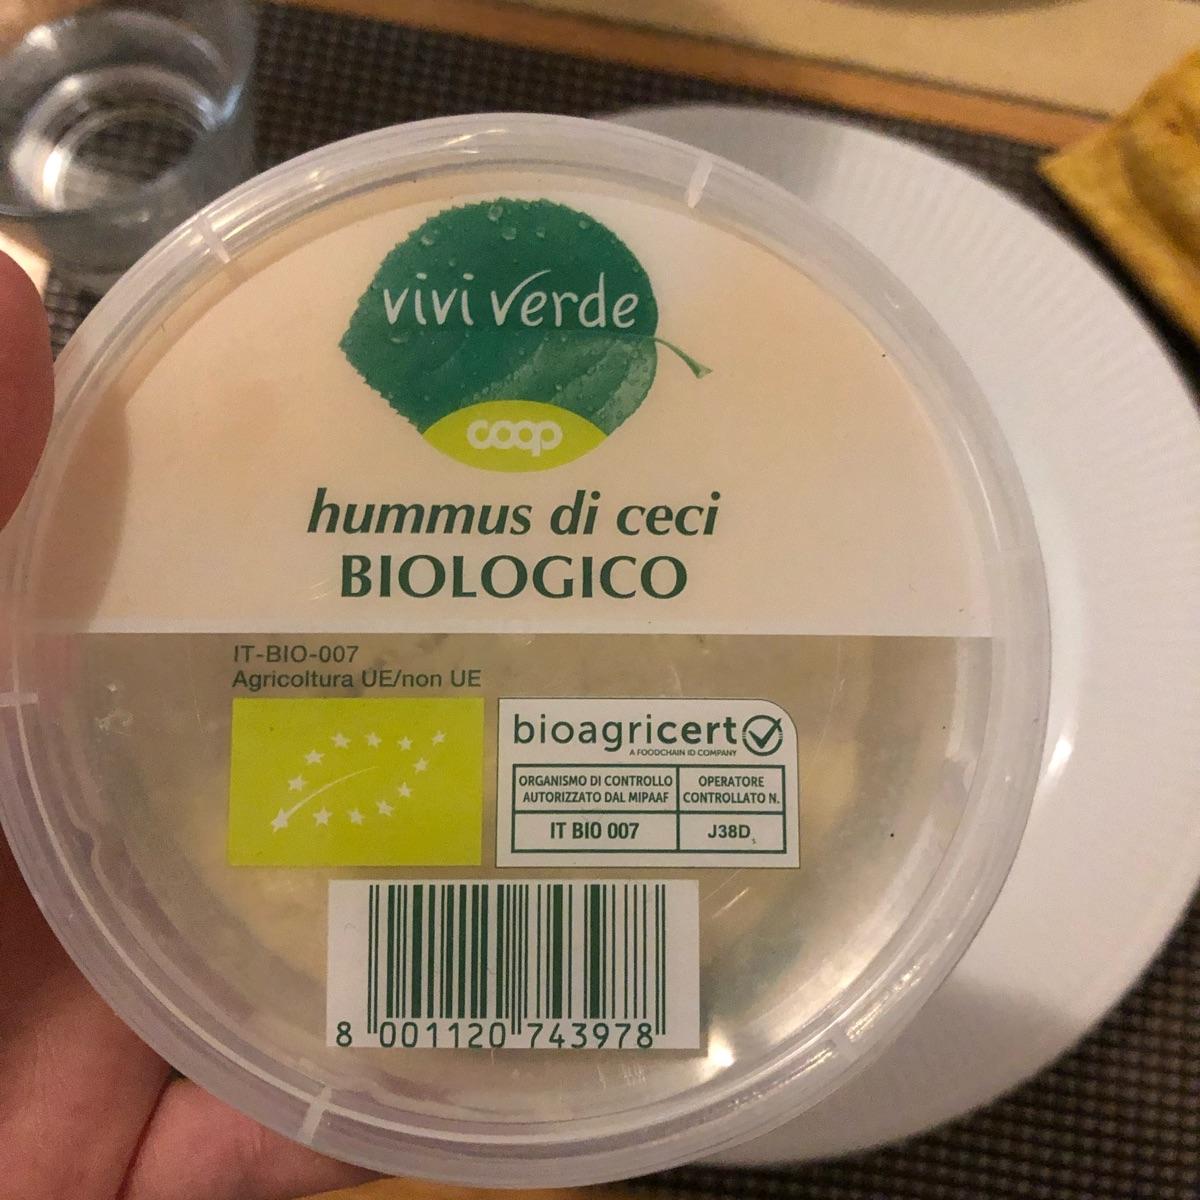 vivi verde
coop
hummus di ceci
BIOLOGICO
IT-BIO-007
Agricoltura UE/non UE
bioagricert
A FOODCHAIN ID COMPANY
ORGANISMO DI CONTROLLO
AUTORIZZATO DAL MIPAAF
OPERATORE
CONTROLLATO N.
IT BIO 007
J38D
8 001120 743978